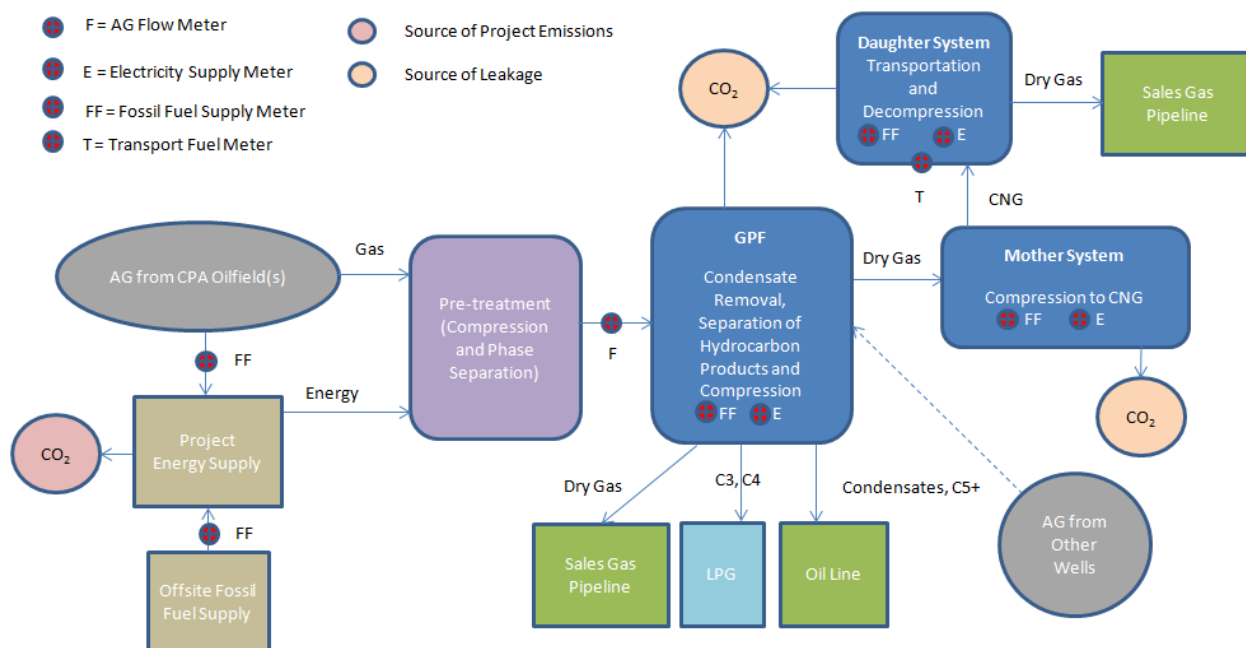 F = AG Flow Meter
E = Electricity Supply Meter
FF = Fossil Fuel Supply Meter
T = Transport Fuel Meter
Source of Project Emissions
Source of Leakage
CO₂
Daughter System
Transportation
and
Decompression
FF
E
T
Dry Gas
Sales Gas
Pipeline
CNG
AG from CPA Oilfield(s)
Gas
FF
Energy
Pre-treatment
(Compression
and Phase
Separation)
F
GPF
Condensate
Removal,
Separation of
Hydrocarbon
Products and
Compression
FF
E
Dry Gas
Mother System
Compression to CNG
FF
E
CO₂
CO₂
Project
Energy Supply
FF
Offsite Fossil
Fuel Supply
Dry Gas
C3, C4
Condensates, C5+
Sales Gas
Pipeline
LPG
Oil Line
AG from
Other
Wells